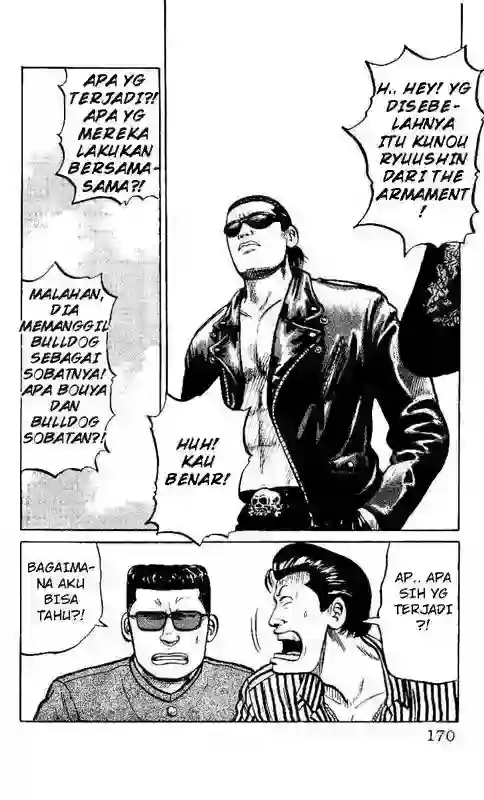 H.. HEY! YG
DISEBE-
LAHNYA
ITU KUNOU
RYUUSHIN
DARI THE
ARMAMENT
!
HUH!
KAU
BENAR!
APA YG
TERJADI?!
APA YG
MEREKA
LAKUKAN
BERSAMA-
SAMA?!
MALAHAN,
DIA
MEMANGGIL
BULLDOG
SEBAGAI
SOBATNYA!
APA BOUYA
DAN
BULLDOG
SOBATAN?!
AP.. APA
SIH YG
TERJADI
?!
BAGAIMA-
NA AKU
BISA
TAHU?!
170